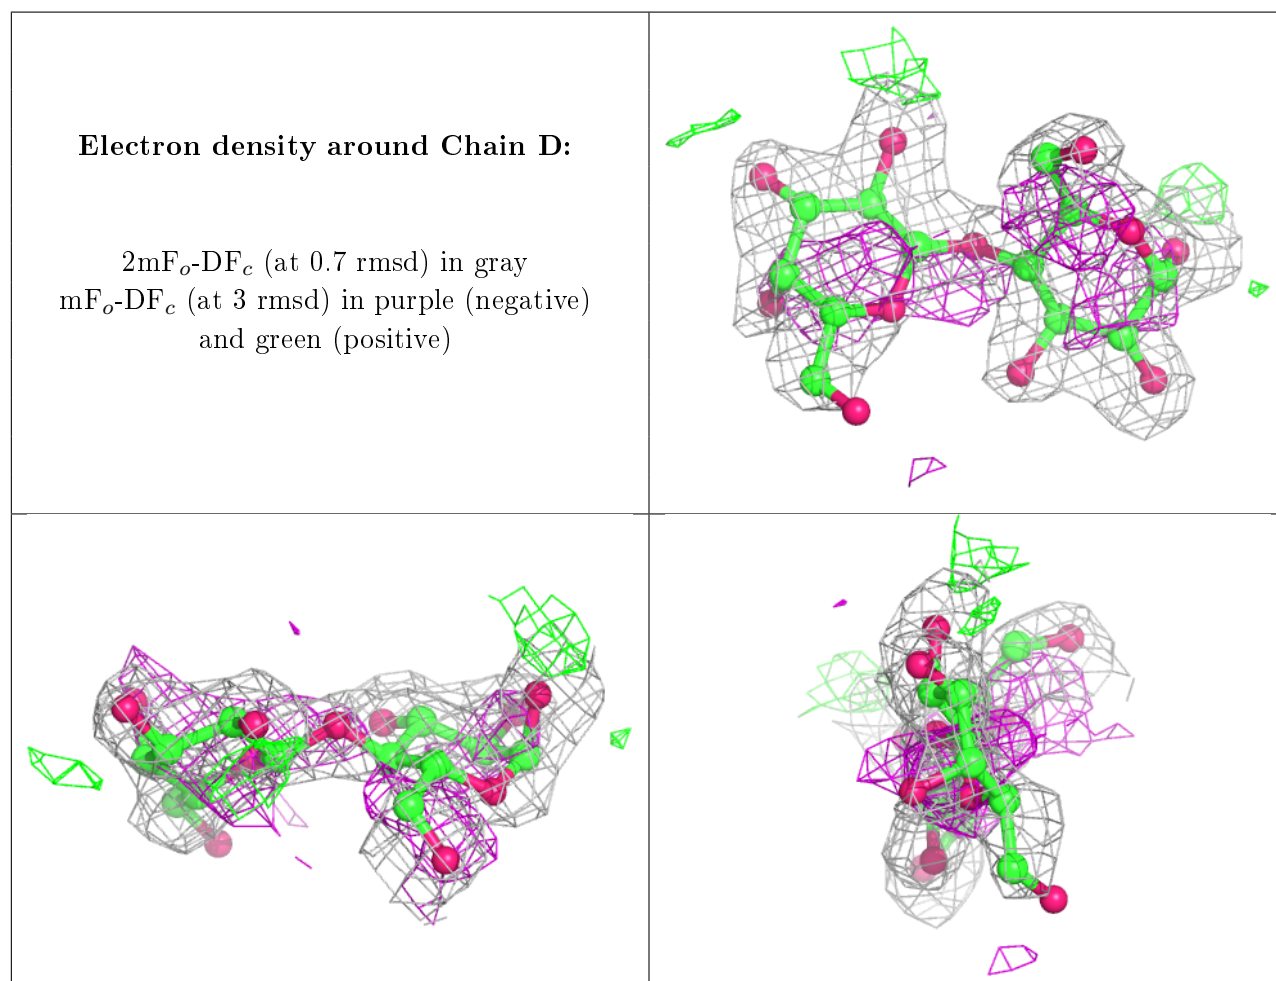 Electron density around Chain D:
2mFo-DFc (at 0.7 rmsd) in gray
mFo-DFc (at 3 rmsd) in purple (negative)
and green (positive)